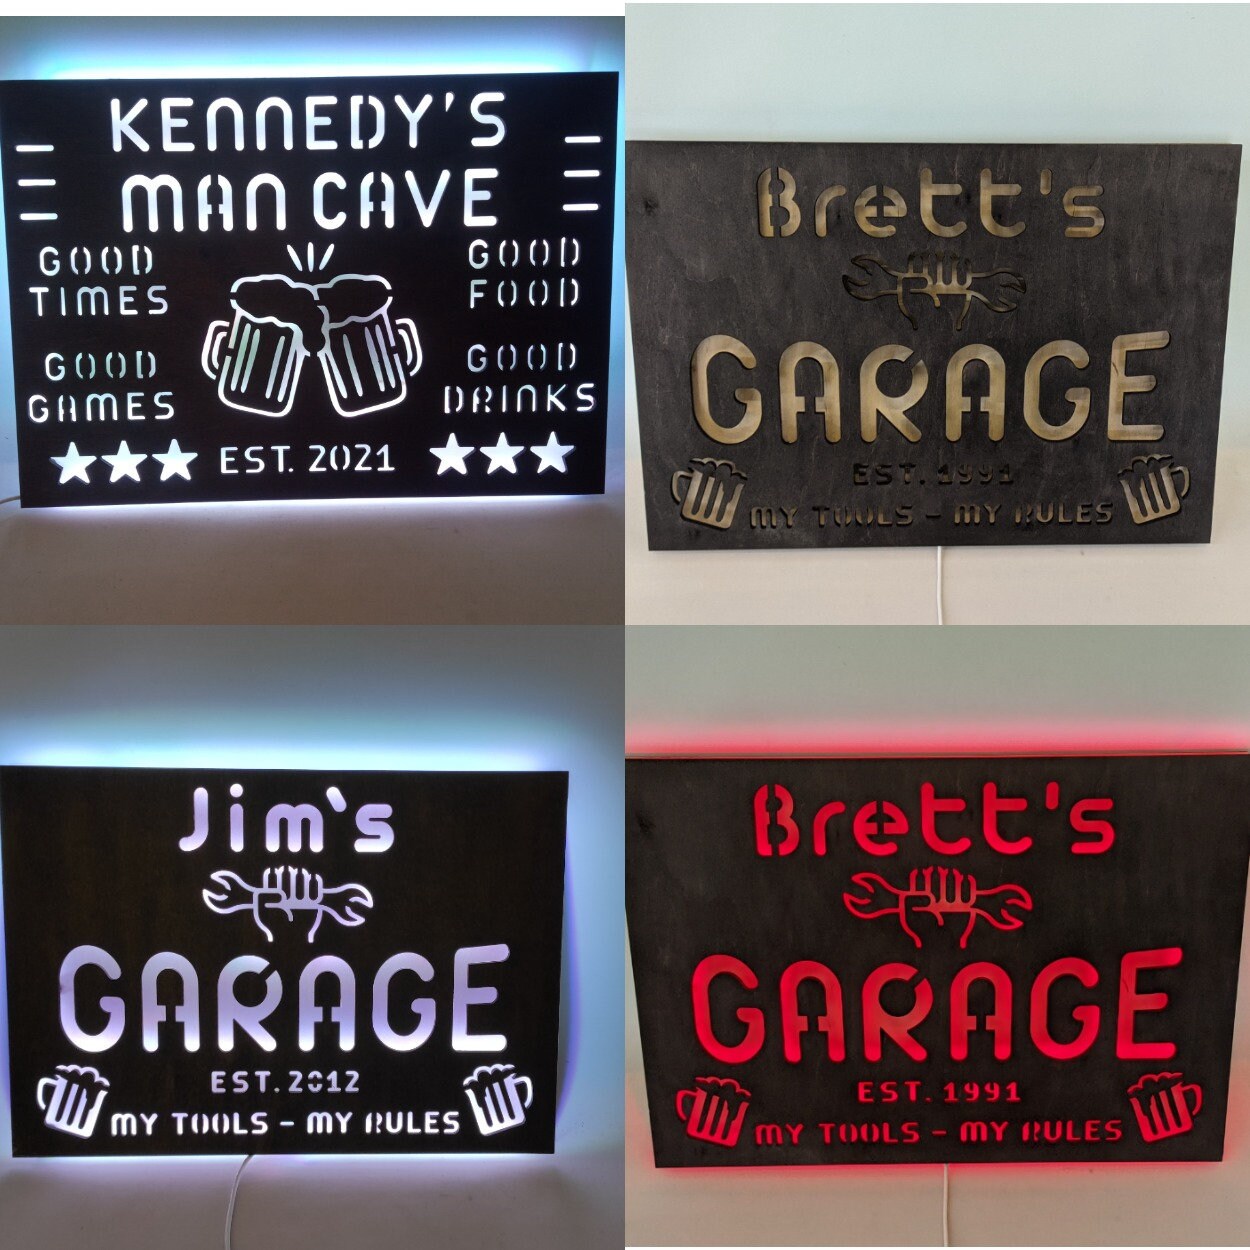 KENNEDY'S
MAN CAVE
GOOD
TIMES
GOOD
FOOD
GOOD
GAMES
GOOD
DRINKS
EST. 2021
Brett's
GARAGE
EST. 1991
MY TOOLS - MY RULES
Jim's
GARAGE
EST. 2012
MY TOOLS - MY RULES
Brett's
GARAGE
EST. 1991
MY TOOLS - MY RULES